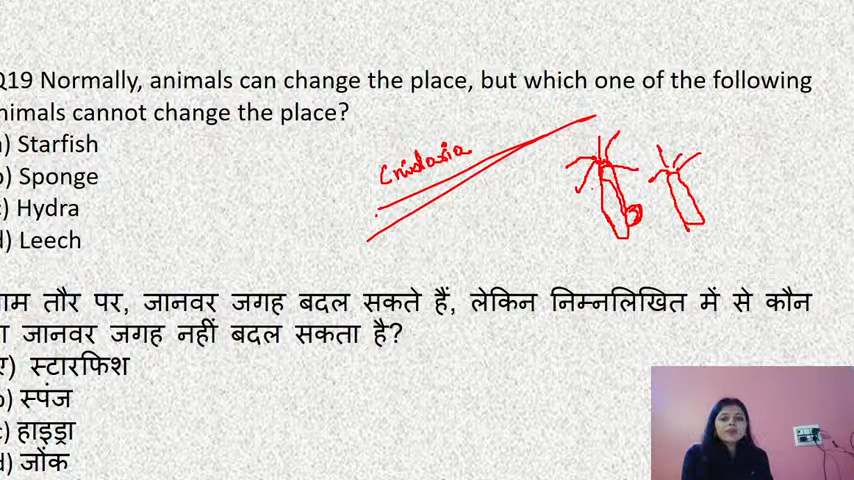 Q19 Normally, animals can change the place, but which one of the following
nimals cannot change the place?
) Starfish
) Sponge
) Hydra
d) Leech
Cnidaria
ाम तौर पर, जानवर जगह बदल सकते हैं, लेकिन निम्नलिखित में से कौन
ा जानवर जगह नहीं बदल सकता है?
ए) स्टारफिश
b) स्पंज
c) हाइड्रा
d) जोंक